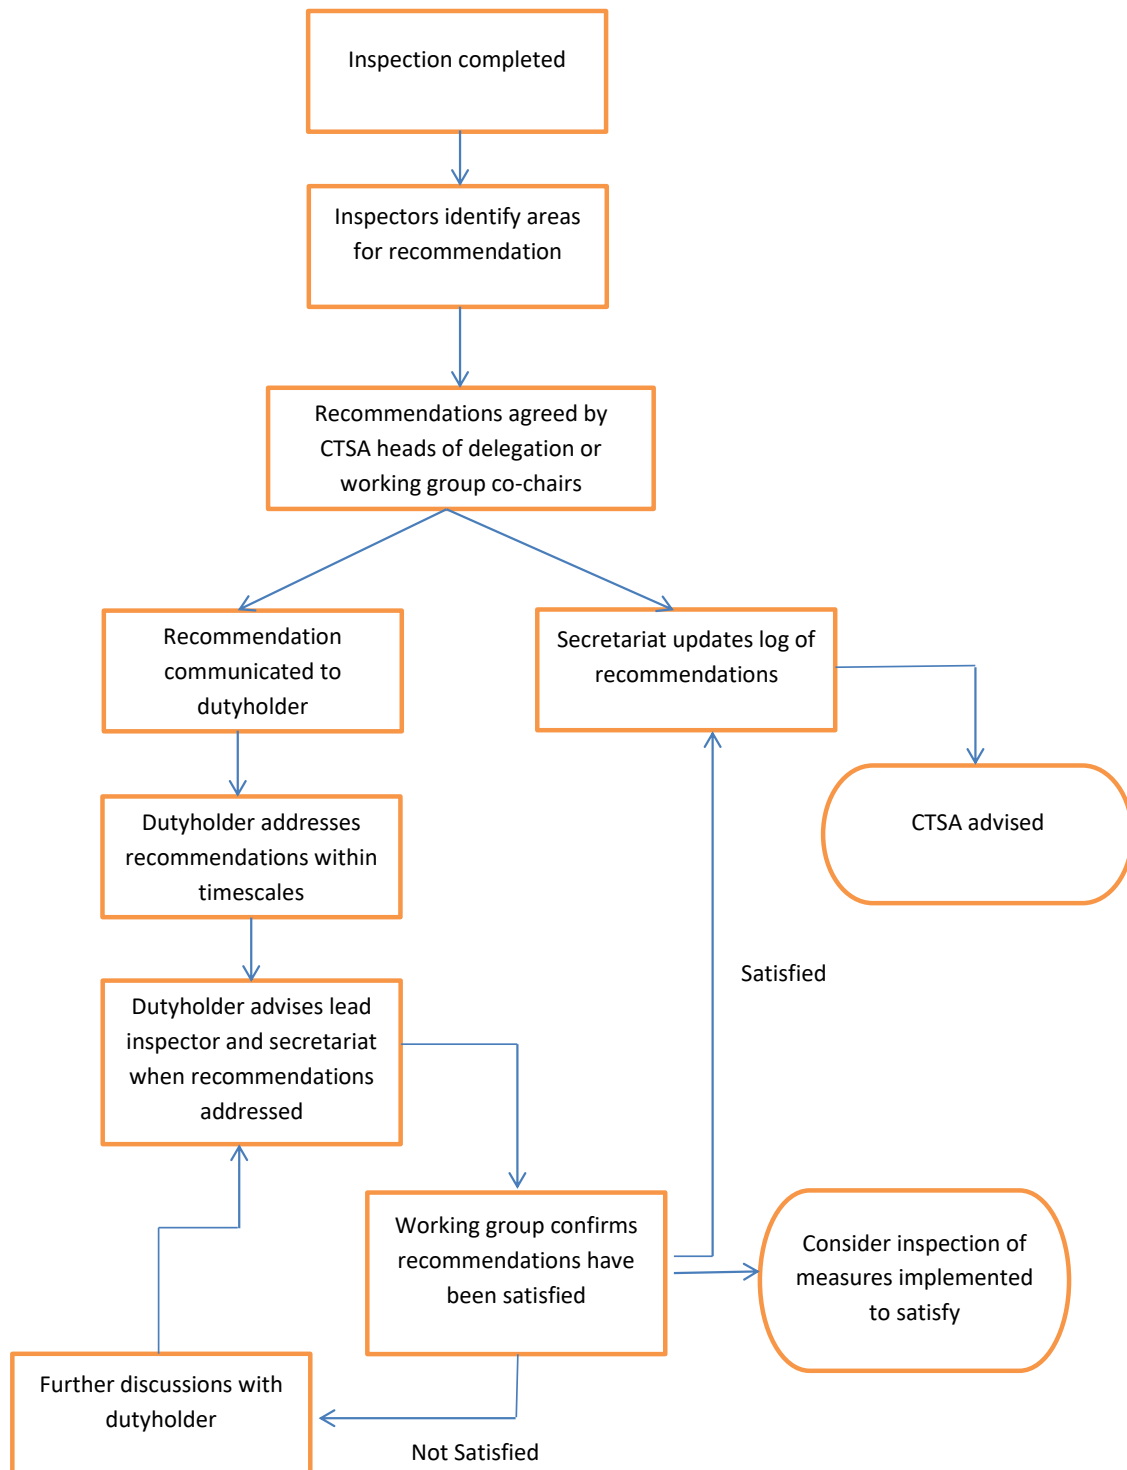 Inspection completed
Inspectors identify areas
for recommendation
Recommendations agreed by
CTSA heads of delegation or
working group co-chairs
Recommendation
communicated to
dutyholder
Secretariat updates log of
recommendations
Dutyholder addresses
recommendations within
timescales
CTSA advised
Satisfied
Dutyholder advises lead
inspector and secretariat
when recommendations
addressed
Working group confirms
recommendations have
been satisfied
Consider inspection of
measures implemented
to satisfy
Further discussions with
dutyholder
Not Satisfied